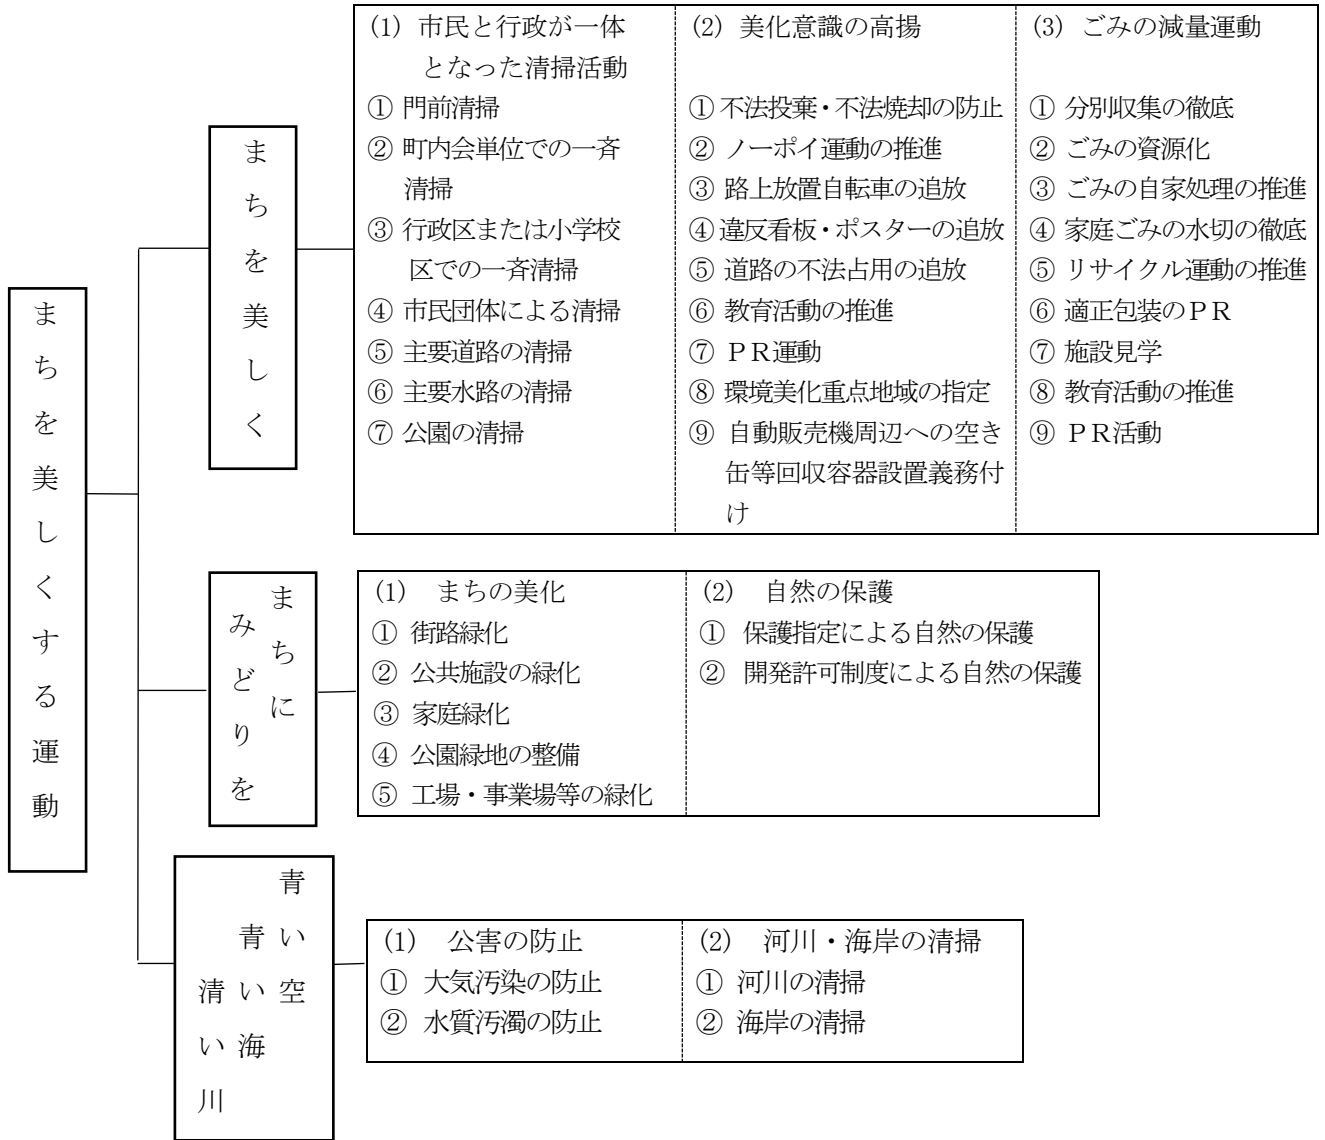 まちを美しくする運動
まちを美しく
(1) 市民と行政が一体
となった清掃活動
① 門前清掃
② 町内会単位での一斉
清掃
③ 行政区または小学校
区での一斉清掃
④ 市民団体による清掃
⑤ 主要道路の清掃
⑥ 主要水路の清掃
⑦ 公園の清掃
(2) 美化意識の高揚
① 不法投棄・不法焼却の防止
② ノーポイ運動の推進
③ 路上放置自転車の追放
④ 違反看板・ポスターの追放
⑤ 道路の不法占用の追放
⑥ 教育活動の推進
⑦ PR運動
⑧ 環境美化重点地域の指定
⑨ 自動販売機周辺への空き
缶等回収容器設置義務付
け
(3) ごみの減量運動
① 分別収集の徹底
② ごみの資源化
③ ごみの自家処理の推進
④ 家庭ごみの水切の徹底
⑤ リサイクル運動の推進
⑥ 適正包装のPR
⑦ 施設見学
⑧ 教育活動の推進
⑨ PR活動
まちに
みどりを
(1) まちの美化
① 街路緑化
② 公共施設の緑化
③ 家庭緑化
④ 公園緑地の整備
⑤ 工場・事業場等の緑化
(2) 自然の保護
① 保護指定による自然の保護
② 開発許可制度による自然の保護
青い空
青い海
清い川
(1) 公害の防止
① 大気汚染の防止
② 水質汚濁の防止
(2) 河川・海岸の清掃
① 河川の清掃
② 海岸の清掃